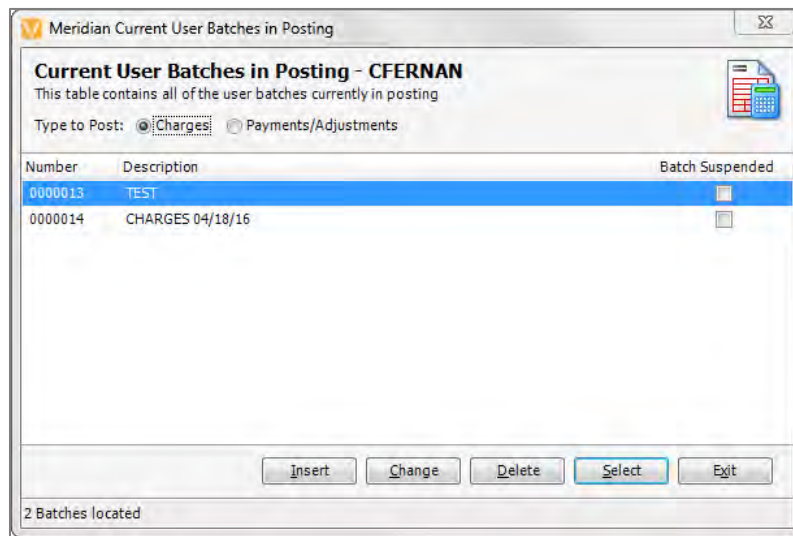 Meridian Current User Batches in Posting
Current User Batches in Posting - CFERNAN
This table contains all of the user batches currently in posting
Type to Post: Charges Payments/Adjustments
Number Description Batch Suspended
0000013 TEST
0000014 CHARGES 04/18/16
Insert Change Delete Select Exit
2 Batches located